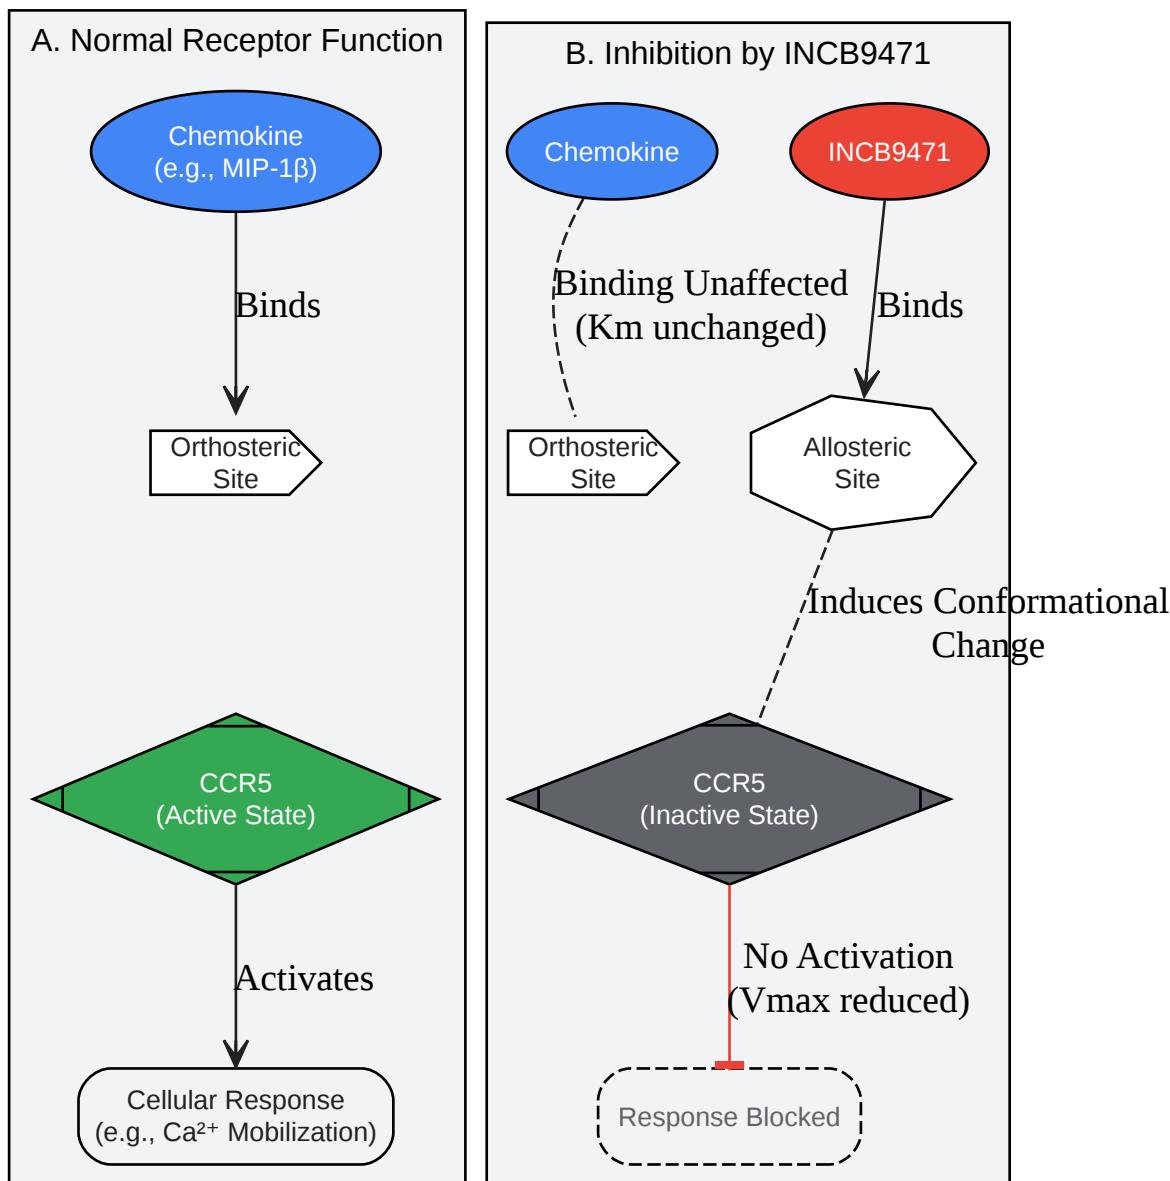 A. Normal Receptor Function
Chemokine
(e.g., MIP-1β)
Binds
Orthosteric
Site
CCR5
(Active State)
Activates
Cellular Response
(e.g., Ca²⁺ Mobilization)
B. Inhibition by INCB9471
Chemokine
INCB9471
Binding Unaffected
(Km unchanged)
Binds
Orthosteric
Site
Allosteric
Site
Induces Conformational
Change
CCR5
(Inactive State)
No Activation
(Vmax reduced)
Response Blocked